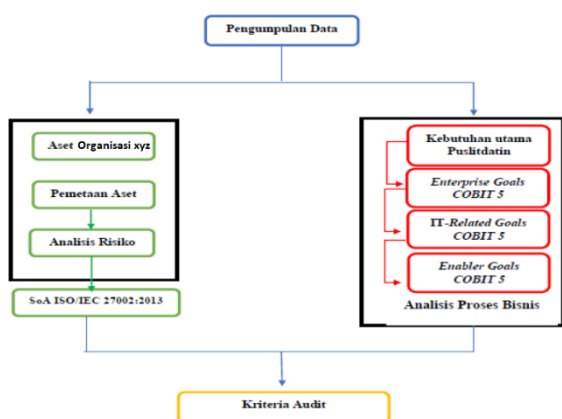 Pengumpulan Data
Aset Organisasi xyz
Pemetaan Aset
Analisis Risiko
SoA ISO/IEC 27002:2013
Kebutuhan utama
Puslitdatin
Enterprise Goals
COBIT 5
IT-Related Goals
COBIT 5
Enabler Goals
COBIT 5
Analisis Proses Bisnis
Kriteria Audit